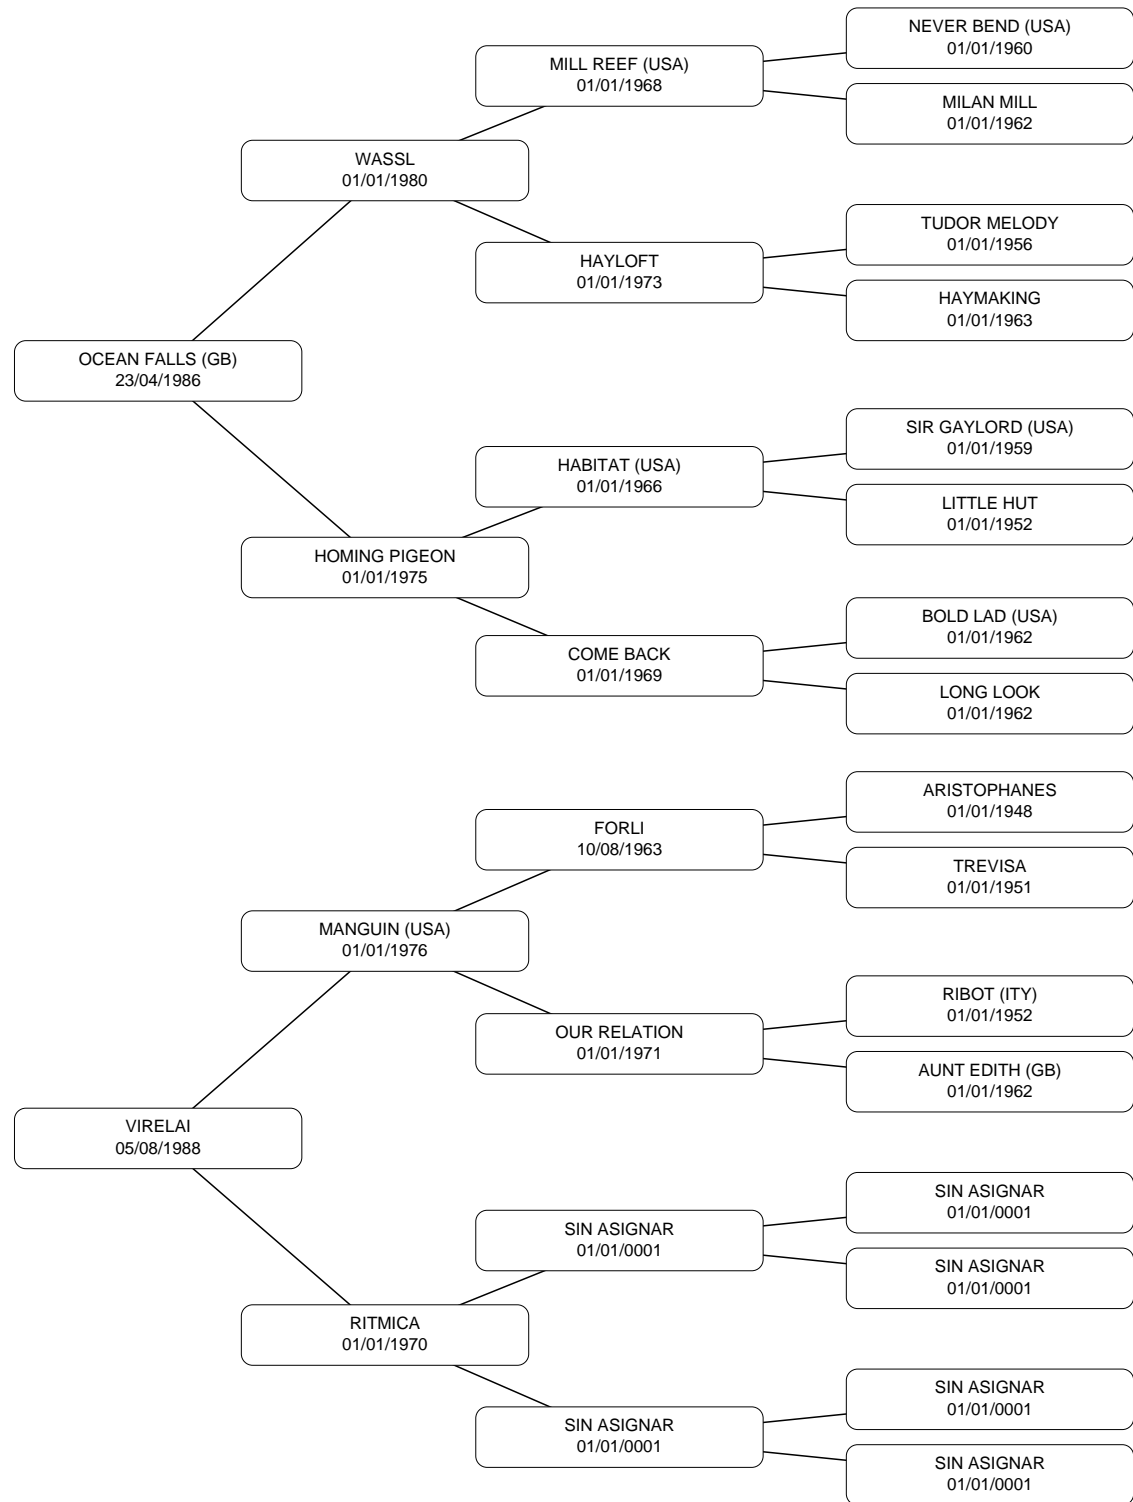 NEVER BEND (USA)
01/01/1960
MILL REEF (USA)
01/01/1968
MILAN MILL
01/01/1962
WASSL
01/01/1980
TUDOR MELODY
01/01/1956
HAYLOFT
01/01/1973
HAYMAKING
01/01/1963
OCEAN FALLS (GB)
23/04/1986
SIR GAYLORD (USA)
01/01/1959
HABITAT (USA)
01/01/1966
LITTLE HUT
01/01/1952
HOMING PIGEON
01/01/1975
BOLD LAD (USA)
01/01/1962
COME BACK
01/01/1969
LONG LOOK
01/01/1962
ARISTOPHANES
01/01/1948
FORLI
10/08/1963
TREVISA
01/01/1951
MANGUIN (USA)
01/01/1976
RIBOT (ITY)
01/01/1952
OUR RELATION
01/01/1971
AUNT EDITH (GB)
01/01/1962
VIRELAI
05/08/1988
SIN ASIGNAR
01/01/0001
SIN ASIGNAR
01/01/0001
SIN ASIGNAR
01/01/0001
RITMICA
01/01/1970
SIN ASIGNAR
01/01/0001
SIN ASIGNAR
01/01/0001
SIN ASIGNAR
01/01/0001